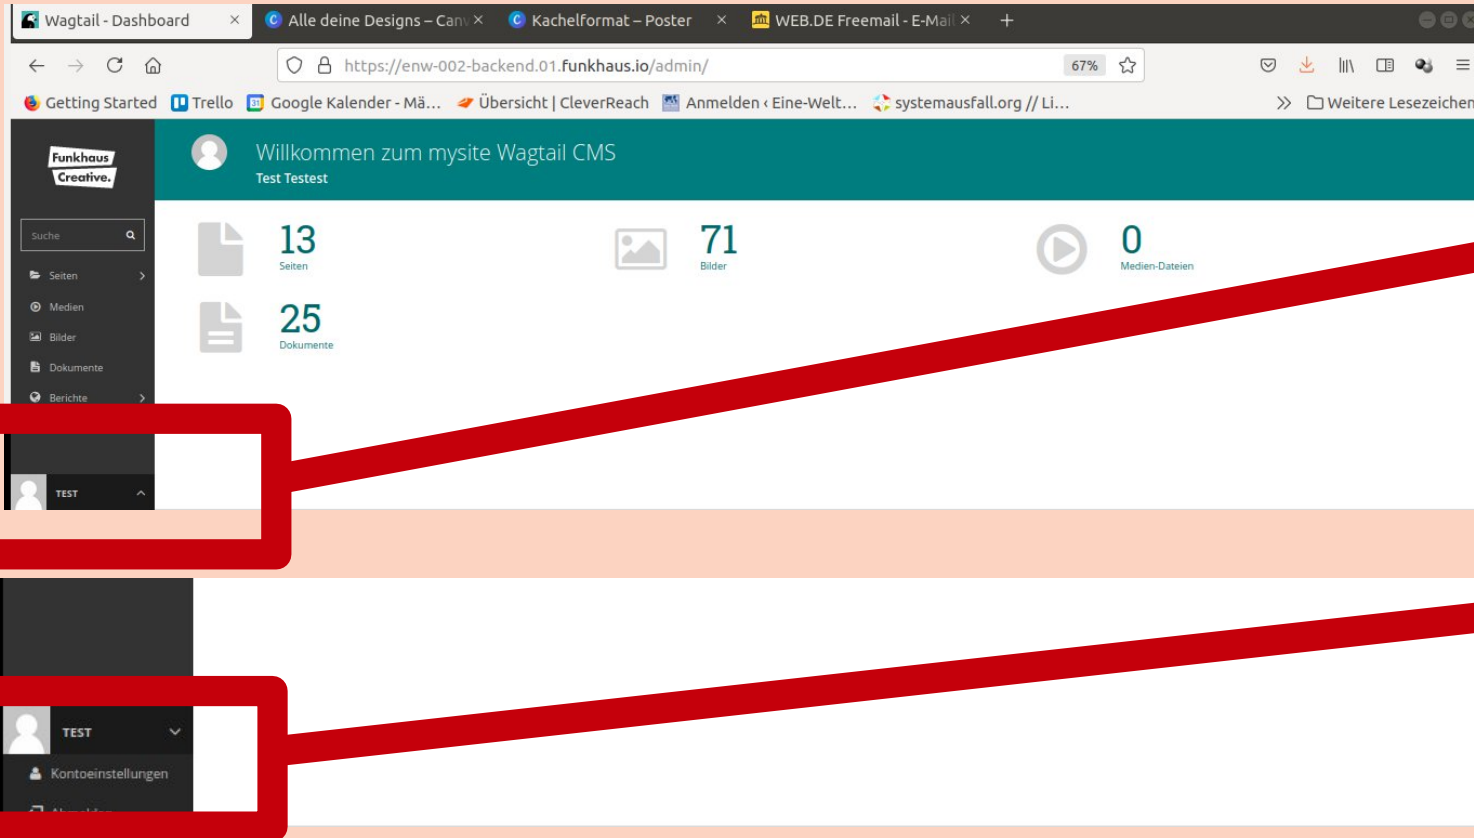 Wagtail - Dashboard
Alle deine Designs – Canv
Kachelformat – Poster
WEB.DE Freemail - E-Mail
https://enw-002-backend.01.funkhaus.io/admin/
67%
Getting Started
Trello
31
Google Kalender - Mä…
Übersicht | CleverReach
Anmelden ‹ Eine-Welt…
systemausfall.org // Li…
Weitere Lesezeichen
Funkhaus
Creative.
Willkommen zum mysite Wagtail CMS
Test Testest
Suche
13
Seiten
71
Bilder
0
Medien-Dateien
25
Dokumente
Seiten
Medien
Bilder
Dokumente
Berichte
TEST
TEST
Kontoeinstellungen